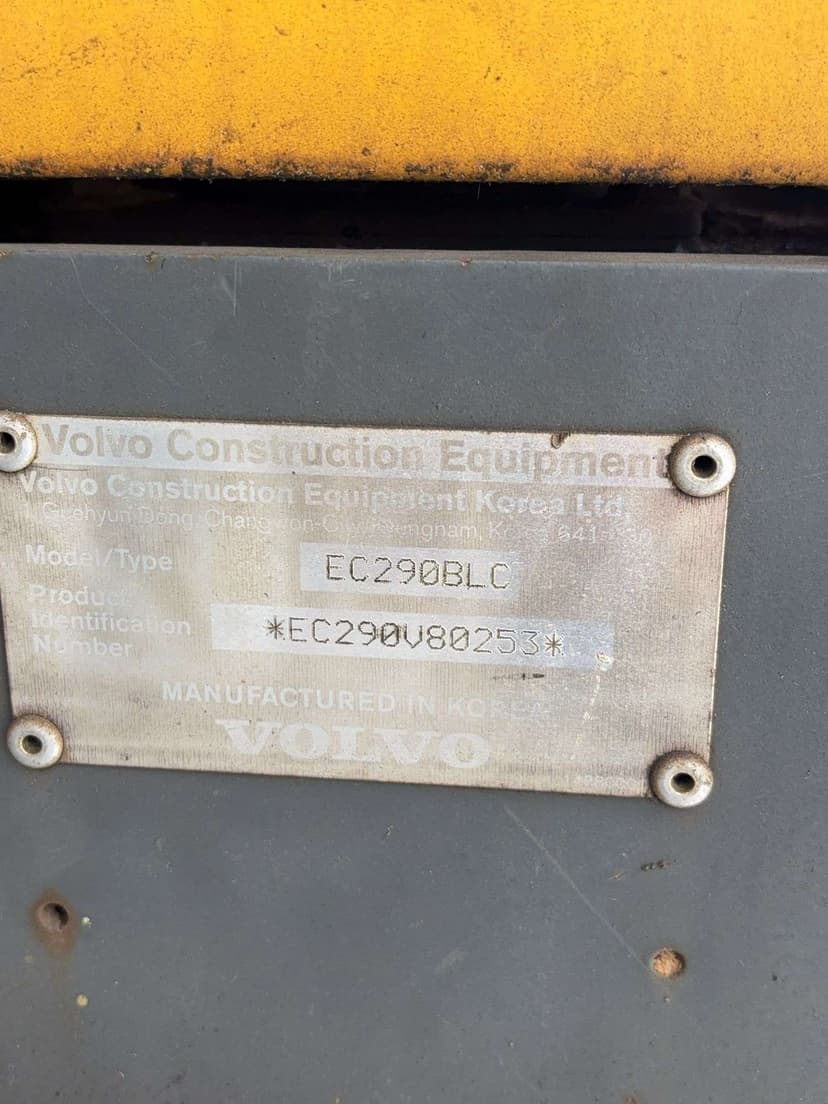 Volvo Construction Equipment
Volvo Construction Equipment Korea Ltd,
Model/Type EC290BLC
Product
Identification
Number *EC290V80253*
MANUFACTURED IN KOREA
VOLVO